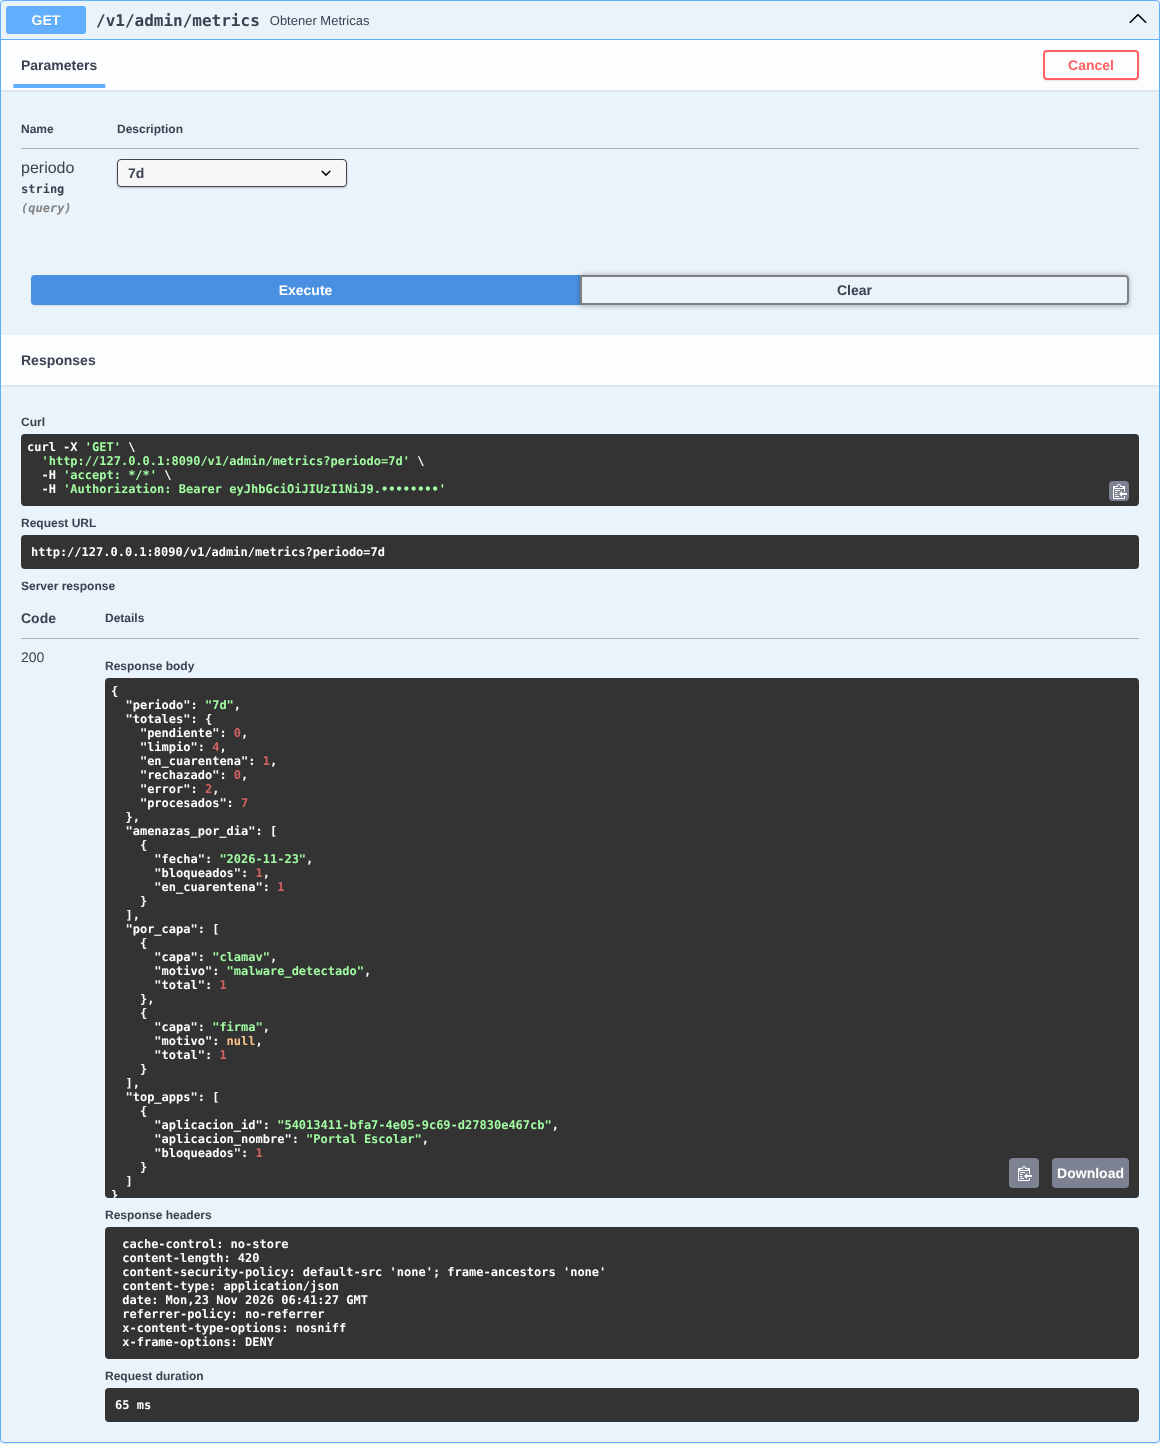 GET /v1/admin/metrics Obtener Metricas
Parameters
Cancel
Name Description
periodo
string
(query)
7d
Execute
Clear
Responses
Curl
curl -X 'GET' \
  'http://127.0.0.1:8090/v1/admin/metrics?periodo=7d' \
  -H 'accept: */*' \
  -H 'Authorization: Bearer eyJhbGciOiJIUzI1NiJ9.••••••••'
Request URL
http://127.0.0.1:8090/v1/admin/metrics?periodo=7d
Server response
Code Details
200
Response body
{
  "periodo": "7d",
  "totales": {
    "pendiente": 0,
    "limpio": 4,
    "en_cuarentena": 1,
    "rechazado": 0,
    "error": 2,
    "procesados": 7
  },
  "amenazas_por_dia": [
    {
      "fecha": "2026-11-23",
      "bloqueados": 1,
      "en_cuarentena": 1
    }
  ],
  "por_capa": [
    {
      "capa": "clamav",
      "motivo": "malware_detectado",
      "total": 1
    },
    {
      "capa": "firma",
      "motivo": null,
      "total": 1
    }
  ],
  "top_apps": [
    {
      "aplicacion_id": "54013411-bfa7-4e05-9c69-d27830e467cb",
      "aplicacion_nombre": "Portal Escolar",
      "bloqueados": 1
    }
  ]
}
Download
Response headers
cache-control: no-store
content-length: 420
content-security-policy: default-src 'none'; frame-ancestors 'none'
content-type: application/json
date: Mon,23 Nov 2026 06:41:27 GMT
referrer-policy: no-referrer
x-content-type-options: nosniff
x-frame-options: DENY
Request duration
65 ms